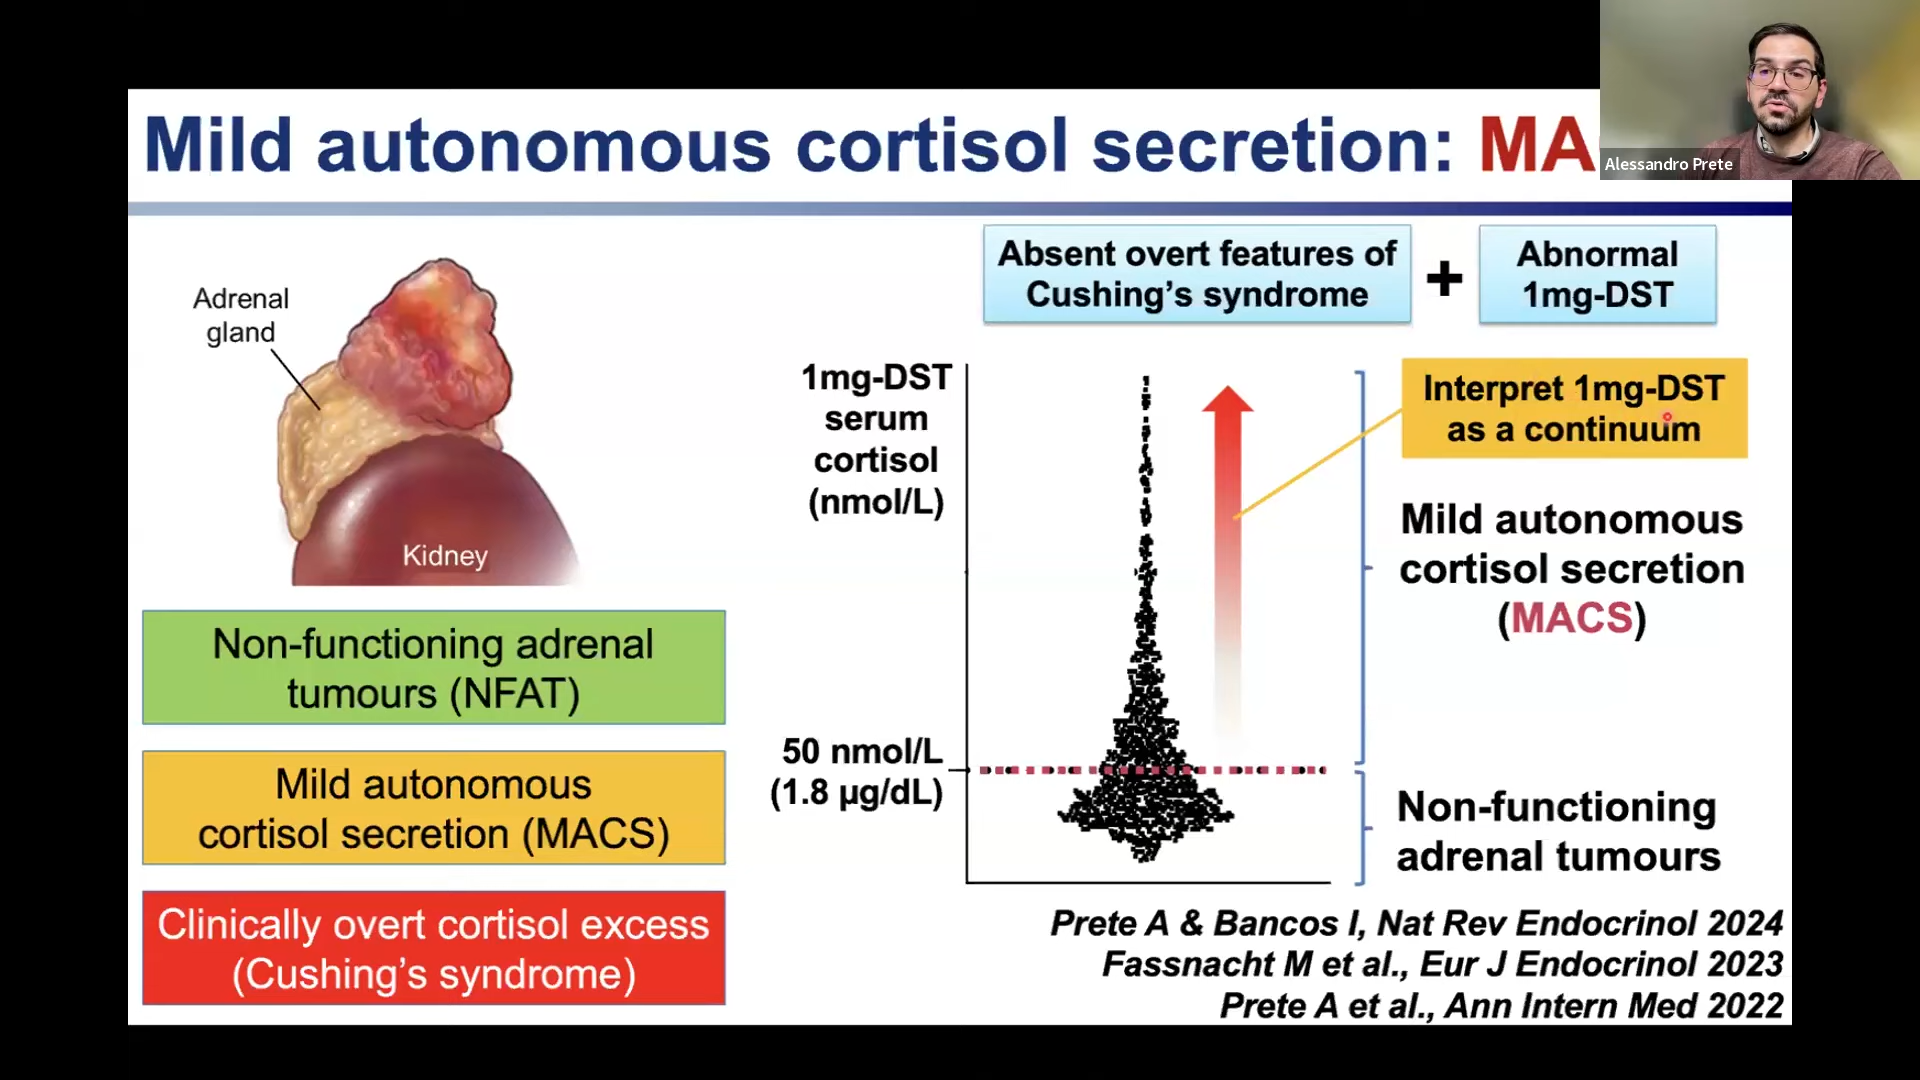 Mild autonomous cortisol secretion: MA
Alessandro Prete
Adrenal
gland
Kidney
Non-functioning adrenal
tumours (NFAT)
Mild autonomous
cortisol secretion (MACS)
Clinically overt cortisol excess
(Cushing’s syndrome)
Absent overt features of
Cushing’s syndrome
+
Abnormal
1mg-DST
1mg-DST
serum
cortisol
(nmol/L)
50 nmol/L
(1.8 µg/dL)
Interpret 1mg-DST
as a continuum
Mild autonomous
cortisol secretion
(MACS)
Non-functioning
adrenal tumours
Prete A & Bancos I, Nat Rev Endocrinol 2024
Fassnacht M et al., Eur J Endocrinol 2023
Prete A et al., Ann Intern Med 2022